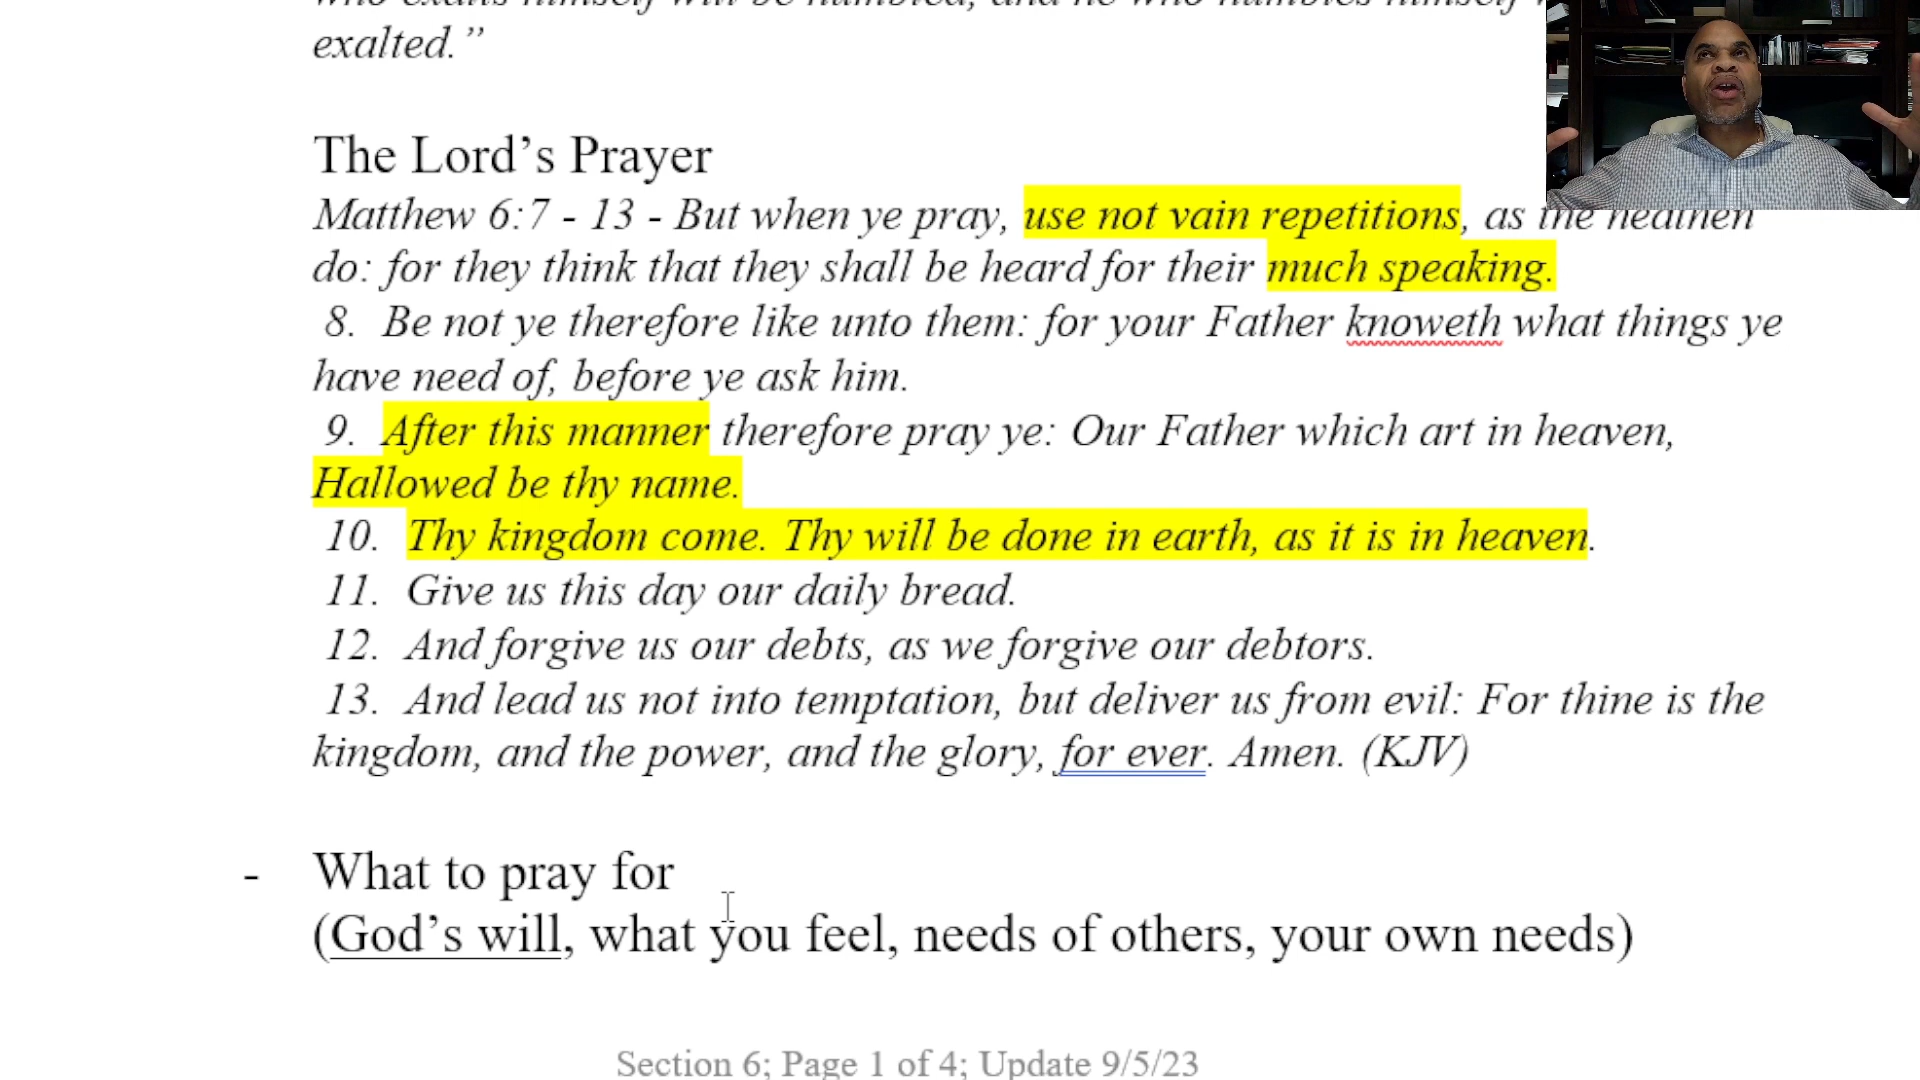 exalted.”
The Lord’s Prayer
Matthew 6:7 - 13 - But when ye pray, use not vain repetitions, as the heathen
do: for they think that they shall be heard for their much speaking.
8. Be not ye therefore like unto them: for your Father knoweth what things ye
have need of, before ye ask him.
9. After this manner therefore pray ye: Our Father which art in heaven,
Hallowed be thy name.
10. Thy kingdom come. Thy will be done in earth, as it is in heaven.
11. Give us this day our daily bread.
12. And forgive us our debts, as we forgive our debtors.
13. And lead us not into temptation, but deliver us from evil: For thine is the
kingdom, and the power, and the glory, for ever. Amen. (KJV)
- What to pray for
(God’s will, what you feel, needs of others, your own needs)
Section 6; Page 1 of 4; Update 9/5/23